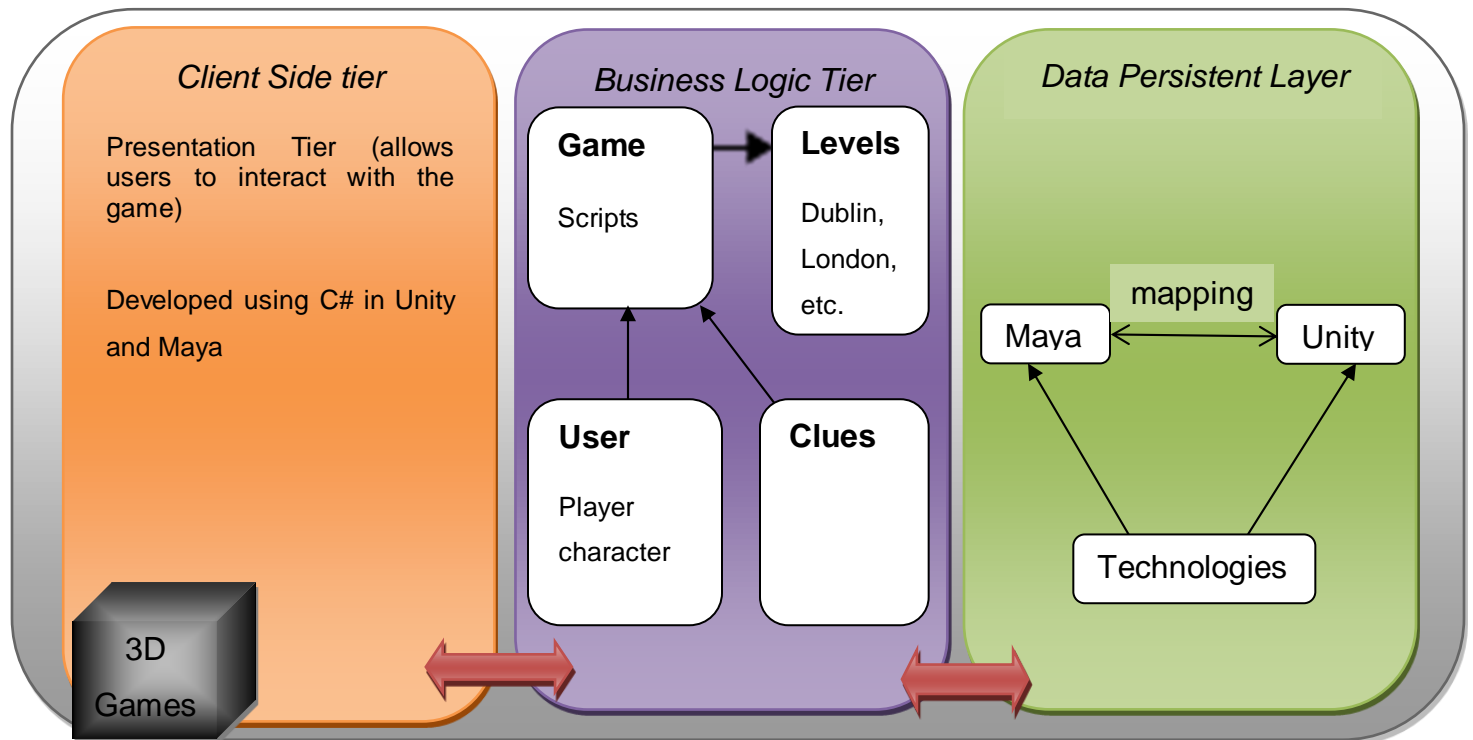 Client Side tier
Presentation Tier (allows
users to interact with the
game)
Developed using C# in Unity
and Maya
3D
Games
Business Logic Tier
Game
Scripts
Levels
Dublin,
London,
etc.
User
Player
character
Clues
Data Persistent Layer
mapping
Maya
Unity
Technologies